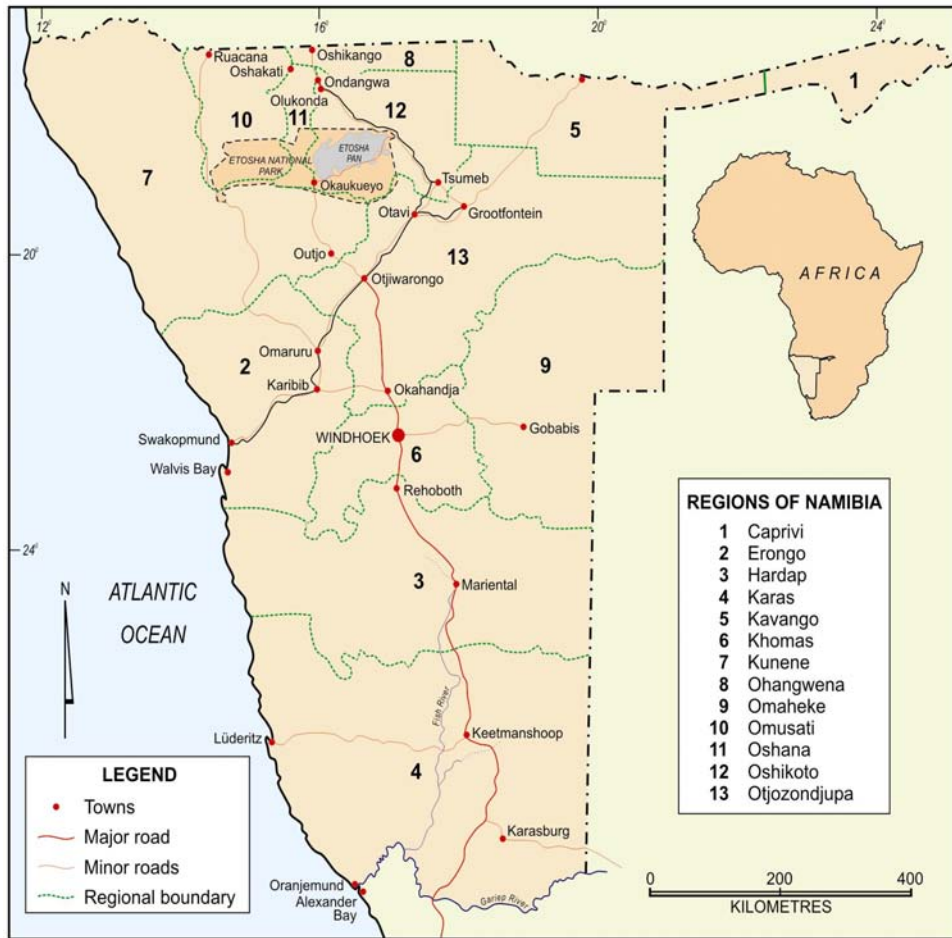 12°
16°
20°
24°
Ruacana
Oshikango
Oshakati
Ondangwa
Olukonda
8
1
10
11
12
5
ETOSHA
PAN
ETOSHA NATIONAL
PARK
7
Okaukueyo
Tsumeb
Otavi
Grootfontein
20°
Outjo
13
Otjiwarongo
AFRICA
Omaruru
2
9
Karibib
Okahandja
Swakopmund
WINDHOEK
Gobabis
6
Walvis Bay
Rehoboth
24°
3
Mariental
N
ATLANTIC
OCEAN
Fish River
Lüderitz
Keetmanshoop
4
Karasburg
Oranjemund
Alexander
Bay
Gariep River
REGIONS OF NAMIBIA
1 Caprivi
2 Erongo
3 Hardap
4 Karas
5 Kavango
6 Khomas
7 Kunene
8 Ohangwena
9 Omaheke
10 Omusati
11 Oshana
12 Oshikoto
13 Otjozondjupa
LEGEND
Towns
Major road
Minor roads
Regional boundary
0 200 400
KILOMETRES